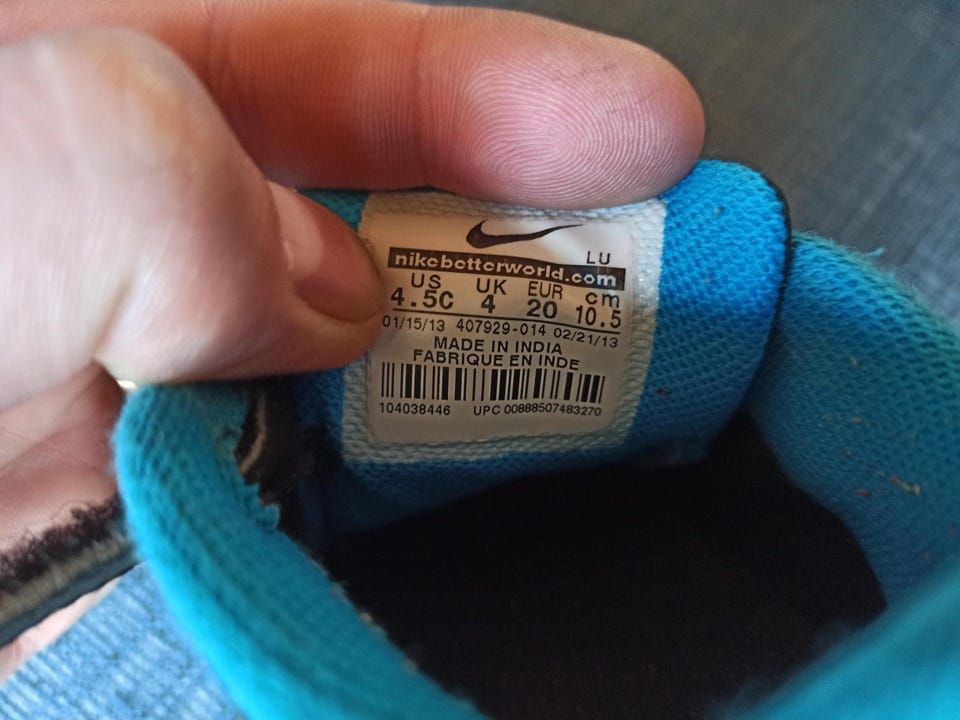 LU
nikebetterworld.com
US UK EUR cm
4.5C 4 20 10.5
01/15/13 407929-014 02/21/13
MADE IN INDIA
FABRIQUE EN INDE
104038446 UPC 00888507483270